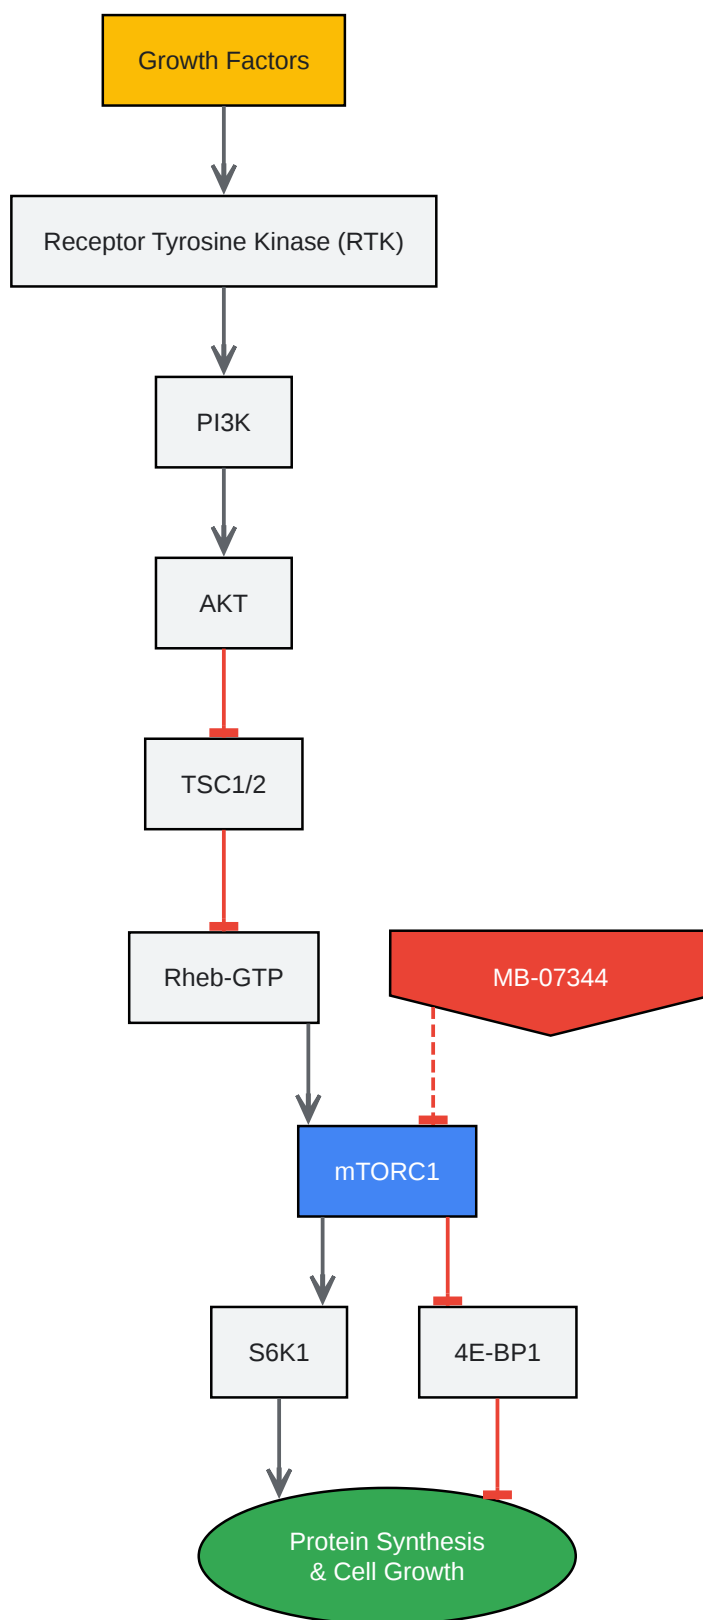 Growth Factors
Receptor Tyrosine Kinase (RTK)
PI3K
AKT
TSC1/2
Rheb-GTP
MB-07344
mTORC1
S6K1
4E-BP1
Protein Synthesis
& Cell Growth